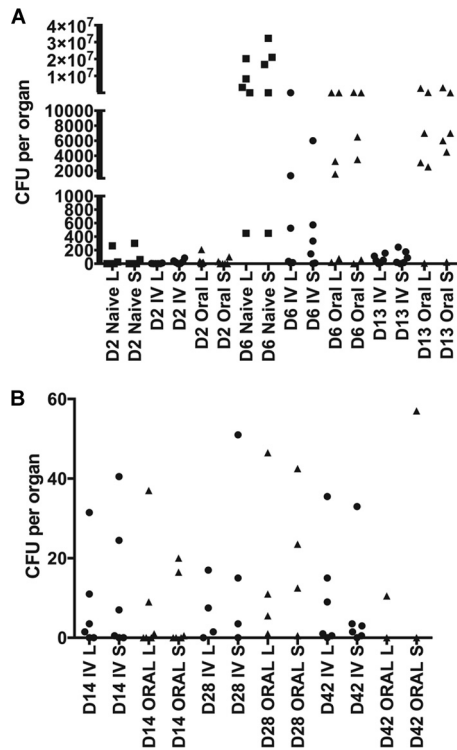 A
CFU per organ
4×10⁷
3×10⁷
2×10⁷
1×10⁷
10000
8000
6000
4000
2000
1000
800
600
400
200
0
D2 Naive L
D2 Naive S
D2 IV L
D2 IV S
D2 Oral L
D2 Oral S
D6 Naive L
D6 Naive S
D6 IV L
D6 IV S
D6 Oral L
D6 Oral S
D13 IV L
D13 IV S
D13 Oral L
D13 Oral S
B
CFU per organ
60
40
20
0
D14 IV L
D14 IV S
D14 ORAL L
D14 ORAL S
D28 IV L
D28 IV S
D28 ORAL L
D28 ORAL S
D42 IV L
D42 IV S
D42 ORAL L
D42 ORAL S